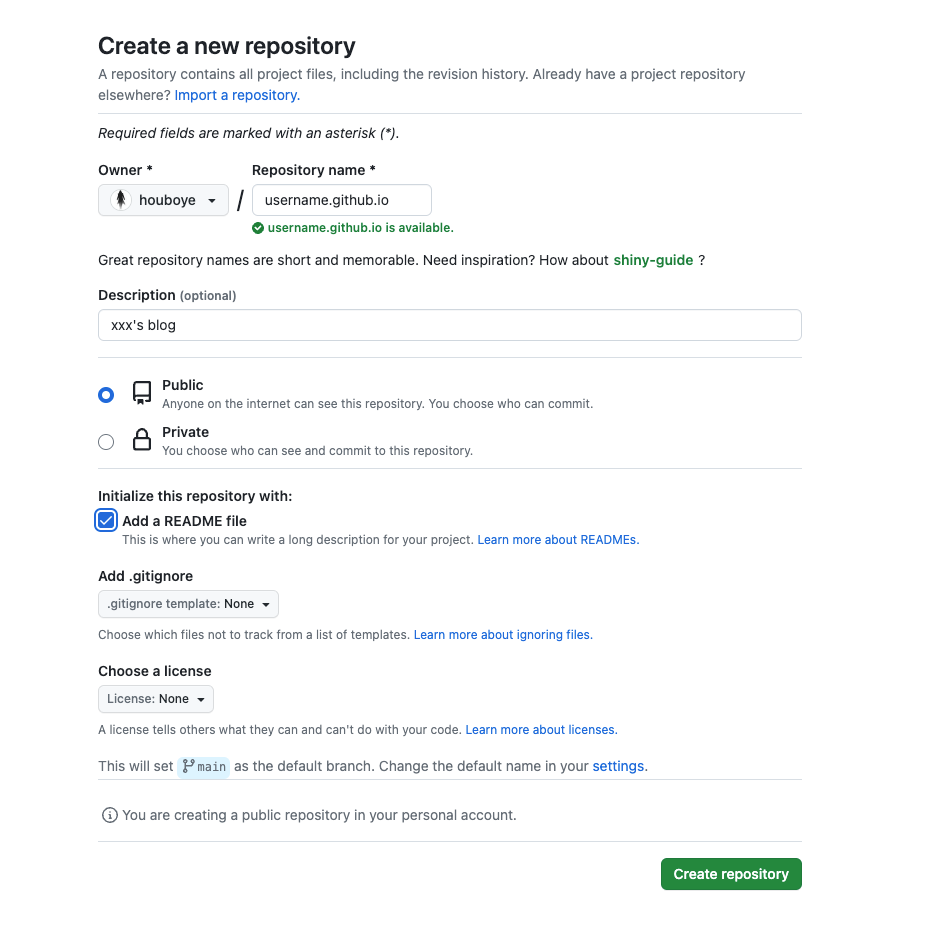 Create a new repository
A repository contains all project files, including the revision history. Already have a project repository
elsewhere? Import a repository.
Required fields are marked with an asterisk (*).
Owner * Repository name *
houboye / username.github.io
username.github.io is available.
Great repository names are short and memorable. Need inspiration? How about shiny-guide ?
Description (optional)
xxx's blog
Public
Anyone on the internet can see this repository. You choose who can commit.
Private
You choose who can see and commit to this repository.
Initialize this repository with:
Add a README file
This is where you can write a long description for your project. Learn more about READMEs.
Add .gitignore
.gitignore template: None
Choose which files not to track from a list of templates. Learn more about ignoring files.
Choose a license
License: None
A license tells others what they can and can't do with your code. Learn more about licenses.
This will set main as the default branch. Change the default name in your settings.
You are creating a public repository in your personal account.
Create repository